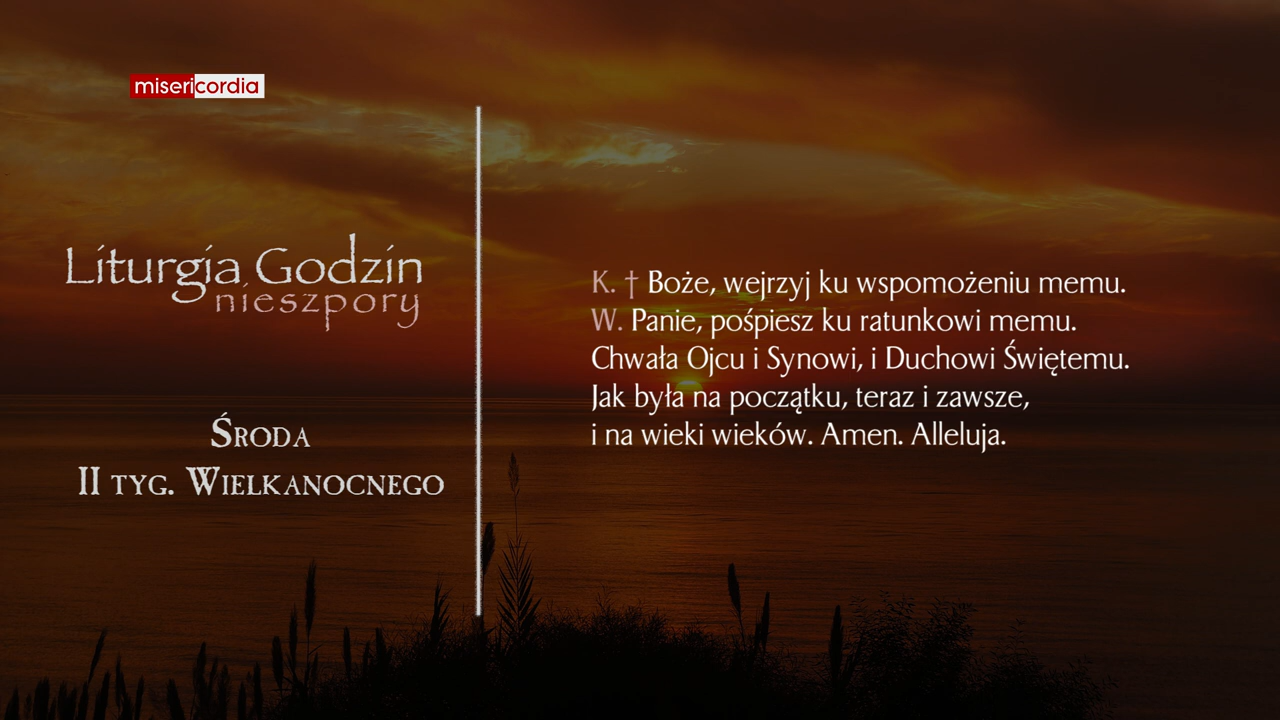 misericordia
Liturgia Godzin
nieszpory
Środa
II tyg. Wielkanocnego
K. † Boże, wejrzyj ku wspomożeniu memu.
W. Panie, pośpiesz ku ratunkowi memu.
Chwała Ojcu i Synowi, i Duchowi Świętemu.
Jak była na początku, teraz i zawsze,
i na wieki wieków. Amen. Alleluja.